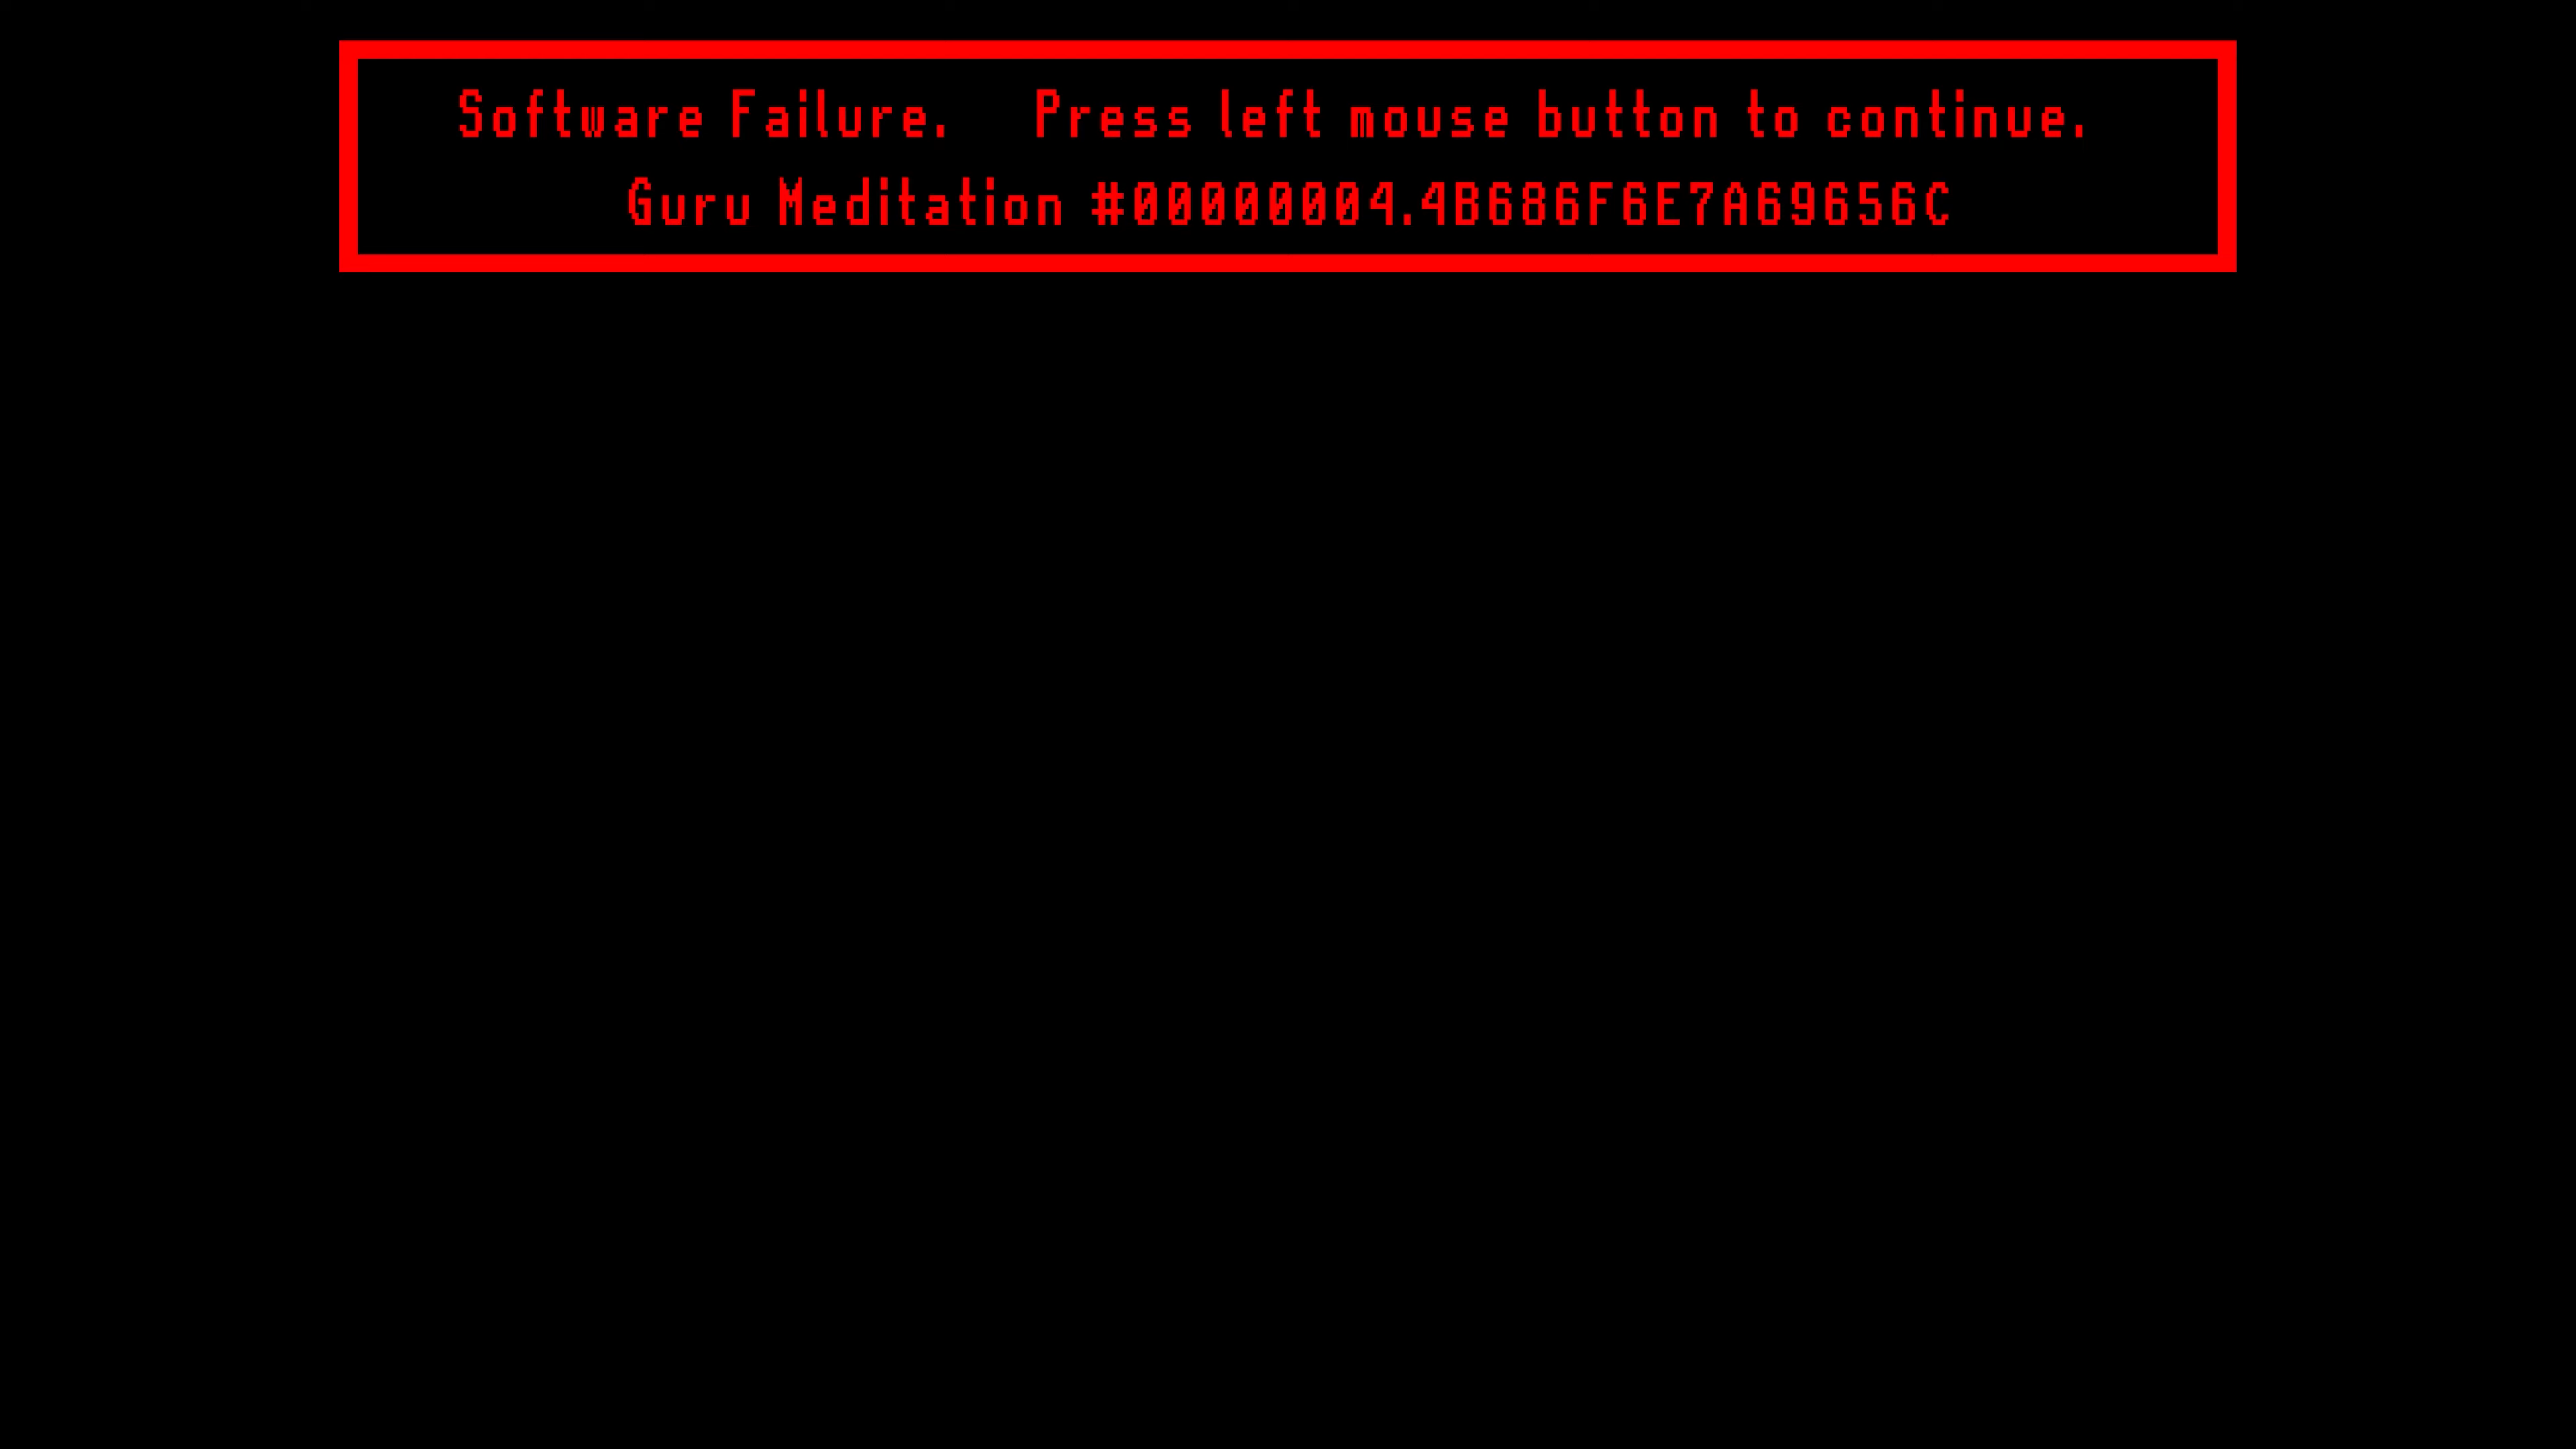 Software Failure.   Press left mouse button to continue.
Guru Meditation #00000004.4B686F6E7A69656C